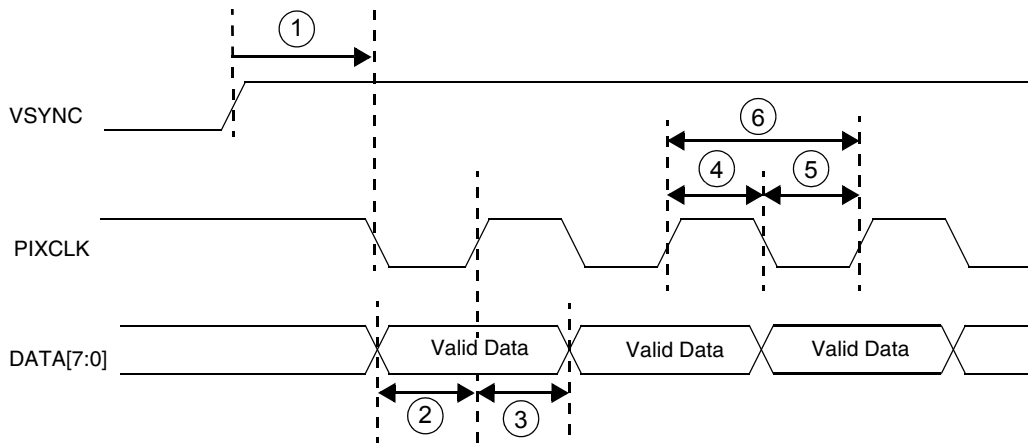 1
VSYNC
6
4 5
PIXCLK
DATA[7:0] Valid Data Valid Data Valid Data
2 3